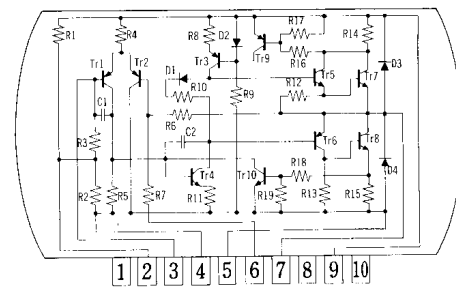 R1 R4 R8 D2 R17 R14
Tr1 Tr2 Tr3 Tr9 R16
D1 Tr5 Tr7 D3
R10 R12
C1 R6 R9
R3 C2 Tr6 Tr8
Tr4 Tr10 R18 D4
R2 R5 R7 R11 R19 R13 R15
1 2 3 4 5 6 7 8 9 10